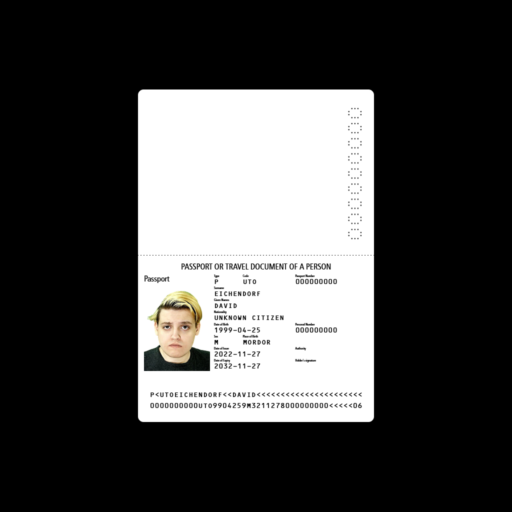 000000000
PASSPORT OR TRAVEL DOCUMENT OF A PERSON
Passport
Type Code Passport Number
P UTO 000000000
Surname
EICHENDORF
Given Names
DAVID
Nationality
UNKNOWN CITIZEN
Date of Birth Personal Number
1999-04-25 000000000
Sex Place of Birth
M MORDOR
Date of Issue Authority
2022-11-27
Date of Expiry Holder's signature
2032-11-27
P<UTOEICHENDORF<<DAVID<<<<<<<<<<<<<<<<<<<<<<
0000000000UTO9904259M3211278000000000<<<<<06